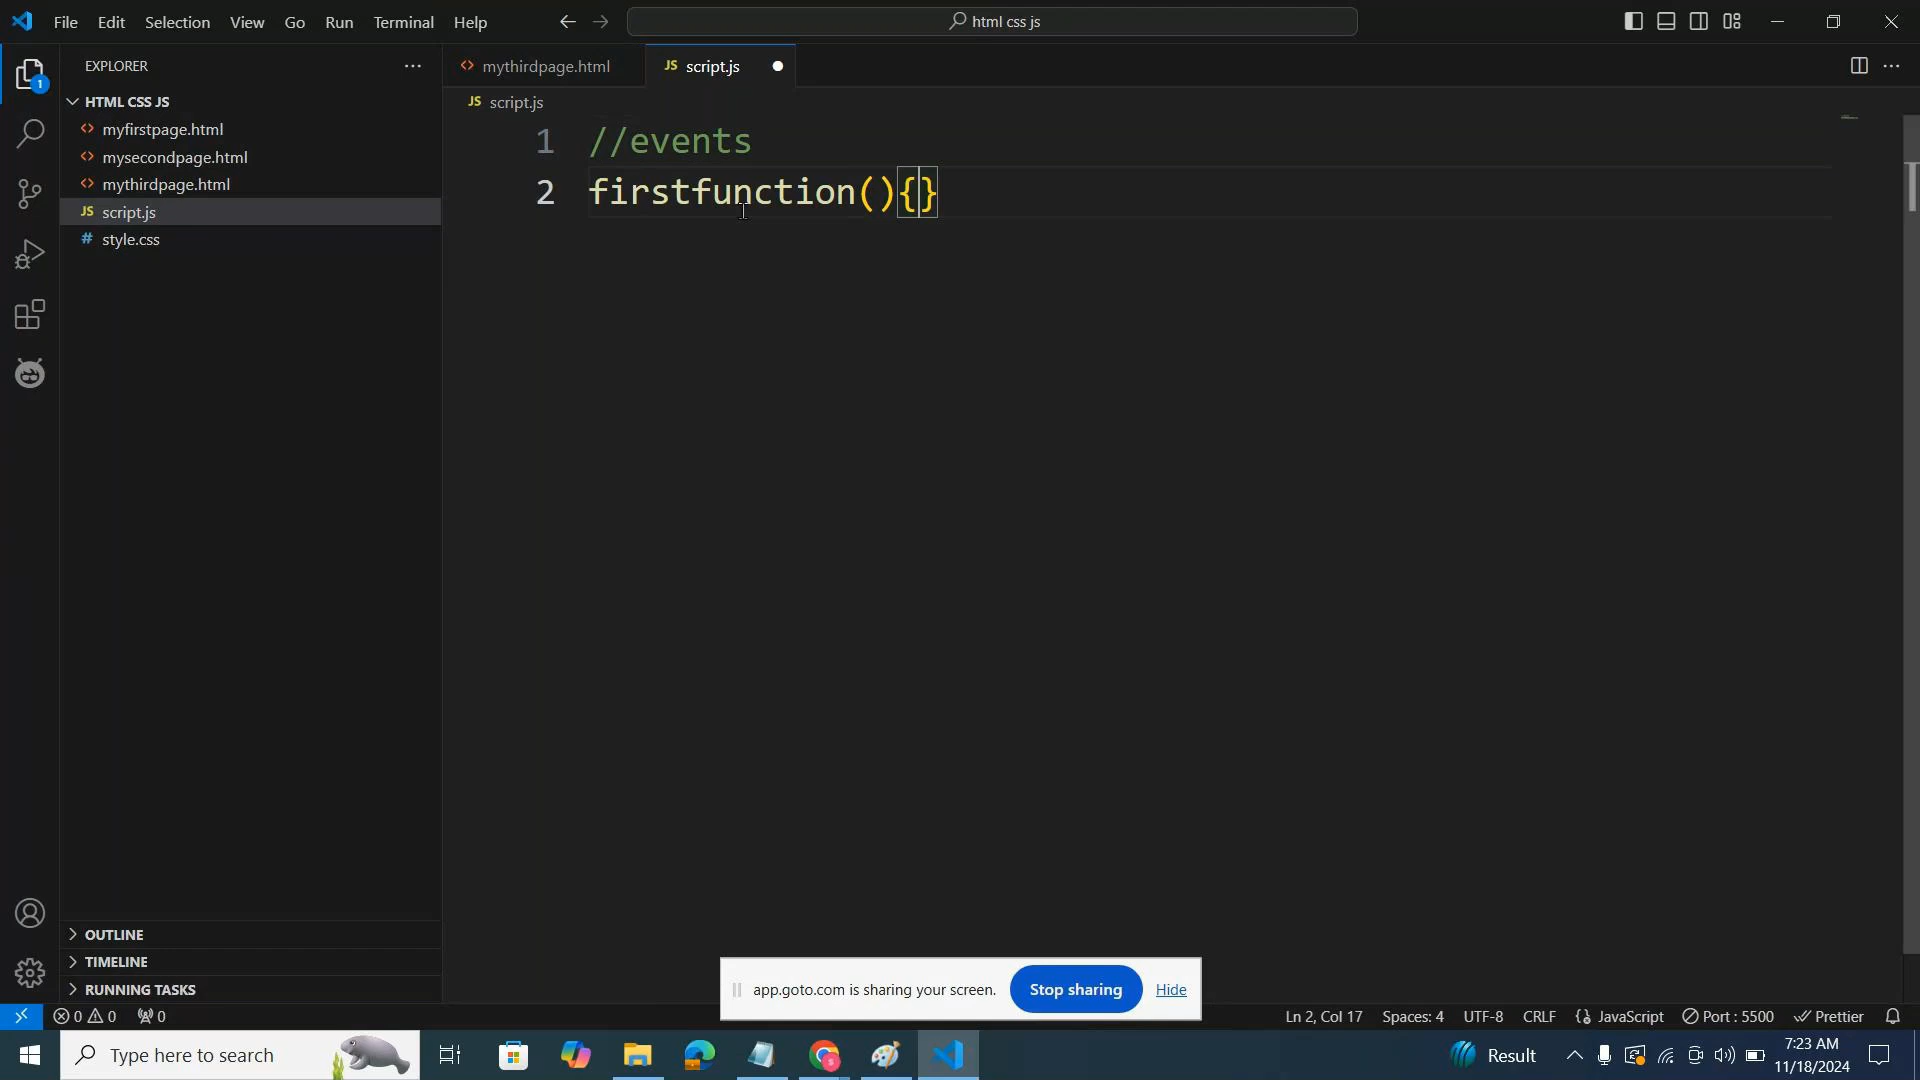 File Edit Selection View Go Run Terminal Help
html css js
EXPLORER
HTML CSS JS
myfirstpage.html
mysecondpage.html
mythirdpage.html
JS script.js
# style.css
OUTLINE
TIMELINE
RUNNING TASKS
1
mythirdpage.html
JS script.js
JS script.js
1 //events
2 firstfunction(){}
app.goto.com is sharing your screen. Stop sharing Hide
0 0 0 Ln 2, Col 17 Spaces: 4 UTF-8 CRLF {} JavaScript Port : 5500 Prettier
Type here to search
Result
7:23 AM
11/18/2024